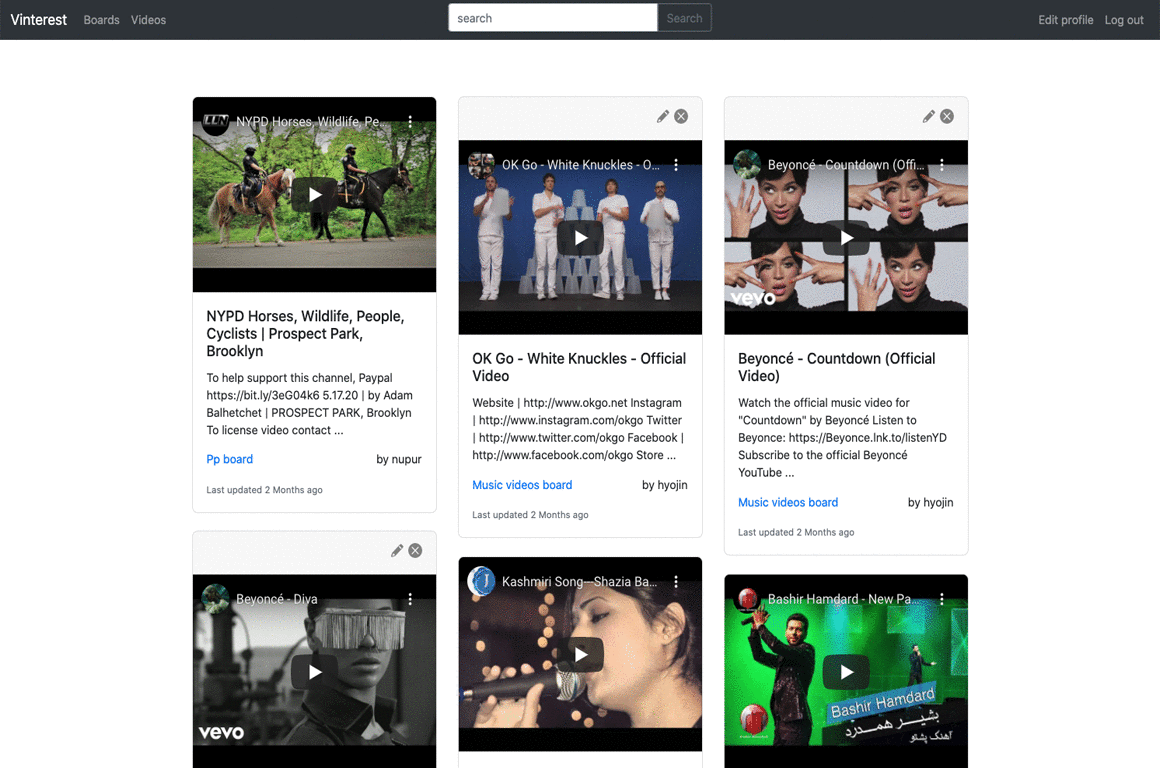 Vinterest Boards Videos search Search Edit profile Log out
NYPD Horses, Wildlife, Pe...
NYPD Horses, Wildlife, People,
Cyclists | Prospect Park,
Brooklyn
To help support this channel, Paypal
https://bit.ly/3eG04k6 5.17.20 | by Adam
Balhetchet | PROSPECT PARK, Brooklyn
To license video contact ...
Pp board by nupur
Last updated 2 Months ago
OK Go - White Knuckles - O...
OK Go - White Knuckles - Official
Video
Website | http://www.okgo.net Instagram
| http://www.instagram.com/okgo Twitter
| http://www.twitter.com/okgo Facebook |
http://www.facebook.com/okgo Store ...
Music videos board by hyojin
Last updated 2 Months ago
Beyoncé - Countdown (Offi...
vevo
Beyoncé - Countdown (Official
Video)
Watch the official music video for
"Countdown" by Beyoncé Listen to
Beyonce: https://Beyonce.lnk.to/listenYD
Subscribe to the official Beyoncé
YouTube ...
Music videos board by hyojin
Last updated 2 Months ago
Beyoncé - Diva
vevo
Kashmiri Song—Shazia Ba...
Bashir Hamdard - New Pa...
Bashir Hamdard
بشیر همدرد
آهنگ پشتو